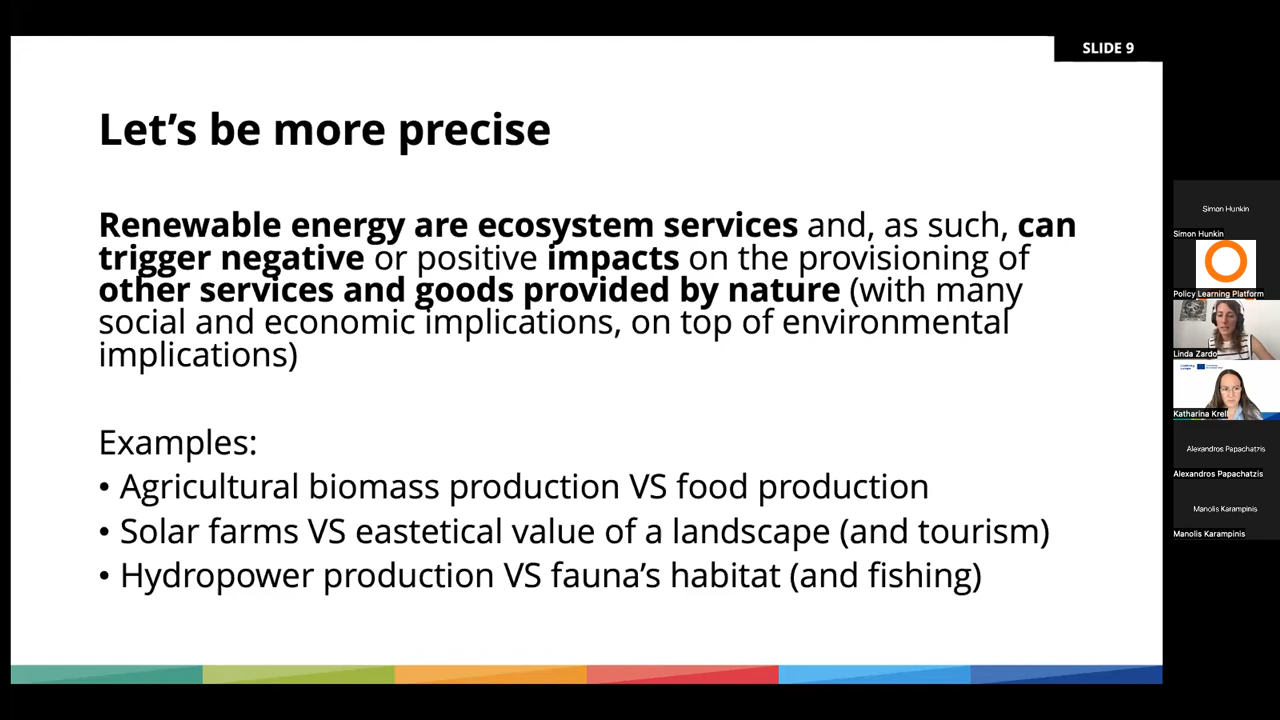 SLIDE 9
Let's be more precise
Renewable energy are ecosystem services and, as such, can
trigger negative or positive impacts on the provisioning of
other services and goods provided by nature (with many
social and economic implications, on top of environmental
implications)
Examples:
• Agricultural biomass production VS food production
• Solar farms VS eastetical value of a landscape (and tourism)
• Hydropower production VS fauna's habitat (and fishing)
Simon Hunkin
Simon Hunkin
Policy Learning Platform
Linda Zardo
Katharina Krell
Alexandros Papachatzis
Alexandros Papachatzis
Manolis Karampinis
Manolis Karampinis